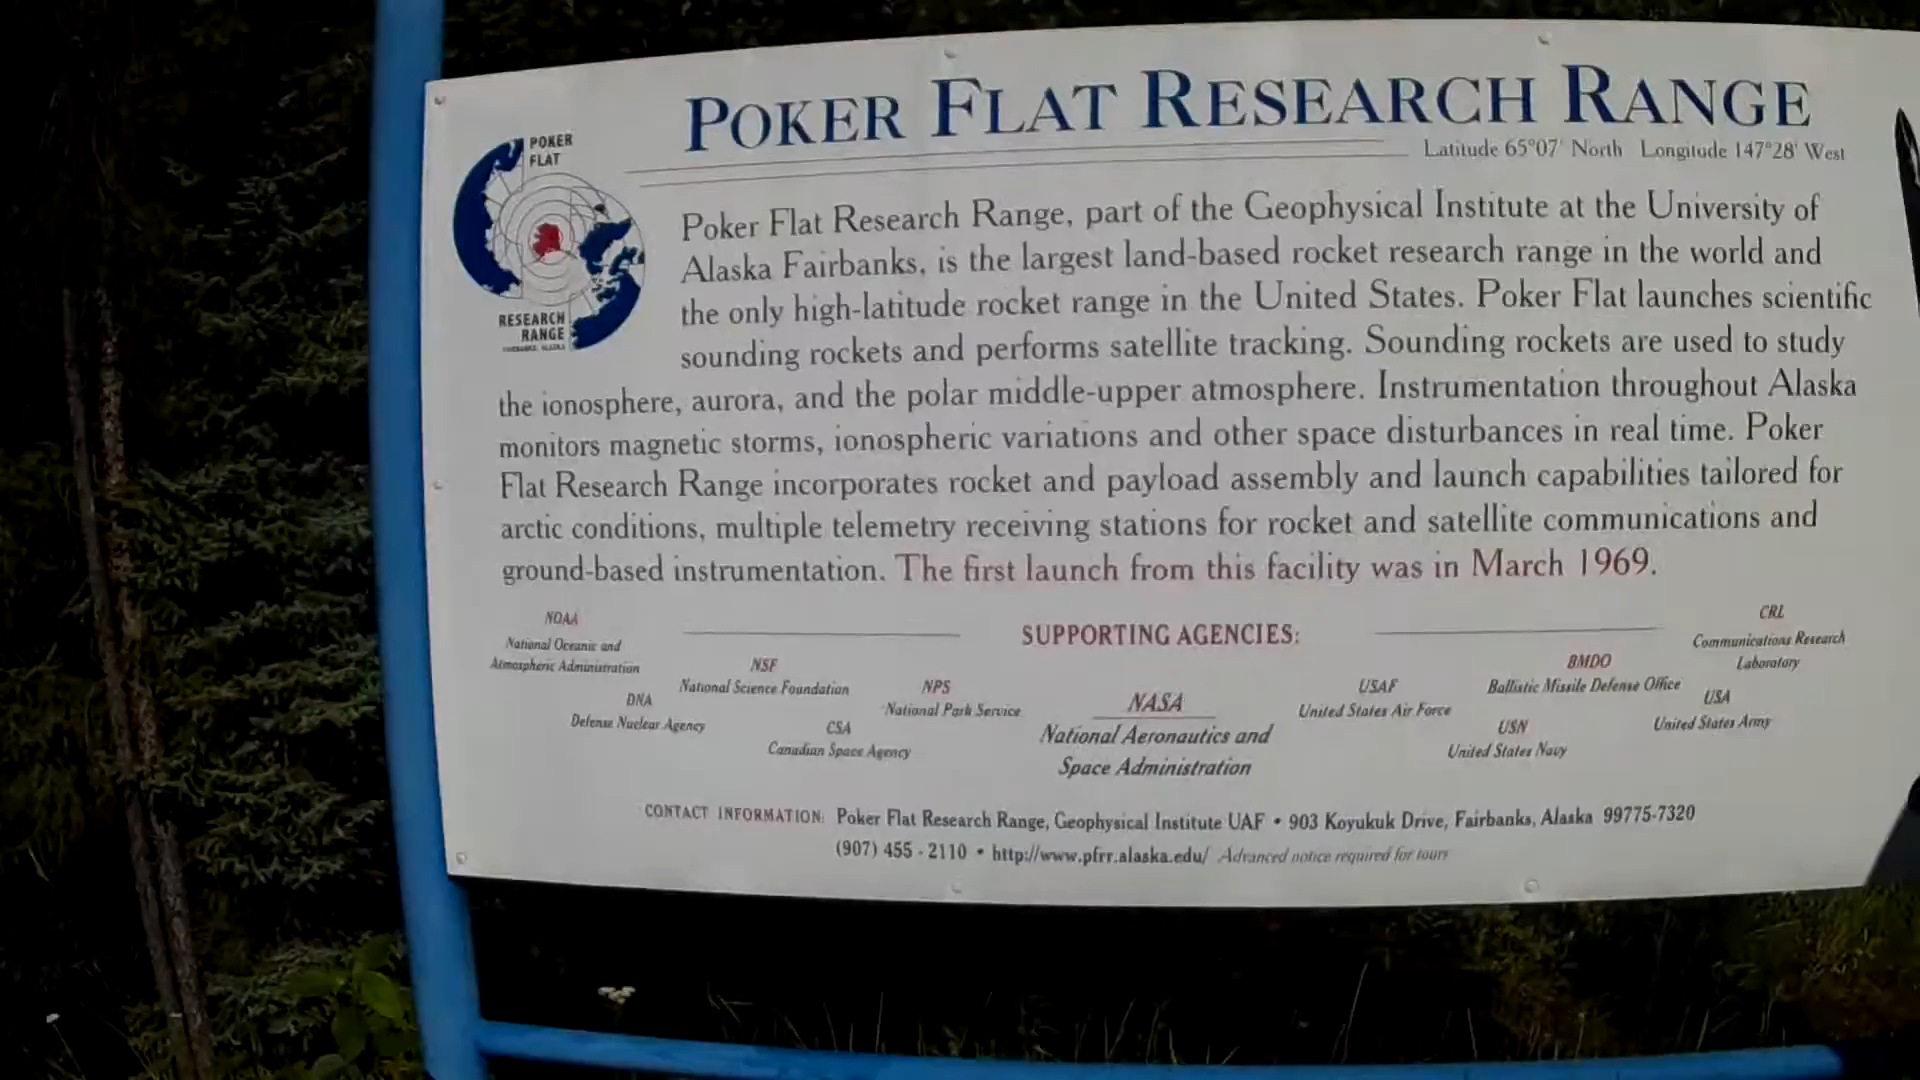 POKER FLAT RESEARCH RANGE
Latitude 65°07' North Longitude 147°28' West
POKER
FLAT
RESEARCH
RANGE
Poker Flat Research Range, part of the Geophysical Institute at the University of
Alaska Fairbanks, is the largest land-based rocket research range in the world and
the only high-latitude rocket range in the United States. Poker Flat launches scientific
sounding rockets and performs satellite tracking. Sounding rockets are used to study
the ionosphere, aurora, and the polar middle-upper atmosphere. Instrumentation throughout Alaska
monitors magnetic storms, ionospheric variations and other space disturbances in real time. Poker
Flat Research Range incorporates rocket and payload assembly and launch capabilities tailored for
arctic conditions, multiple telemetry receiving stations for rocket and satellite communications and
ground-based instrumentation. The first launch from this facility was in March 1969.
SUPPORTING AGENCIES:
NOAA
National Oceanic and
Atmospheric Administration
DNA
Defense Nuclear Agency
NSF
National Science Foundation
CSA
Canadian Space Agency
NPS
National Park Service
NASA
National Aeronautics and
Space Administration
USAF
United States Air Force
USN
United States Navy
BMDO
Ballistic Missile Defense Office
USA
United States Army
CRL
Communications Research
Laboratory
CONTACT INFORMATION: Poker Flat Research Range, Geophysical Institute UAF • 903 Koyukuk Drive, Fairbanks, Alaska 99775-7320
(907) 455 - 2110 • http://www.pfrr.alaska.edu/ Advanced notice required for tours